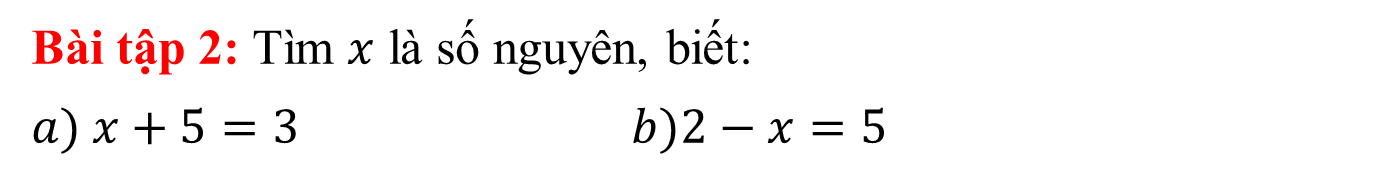 Bài tập 2: Tìm x là số nguyên, biết:
a) x + 5 = 3 b)2 − x = 5